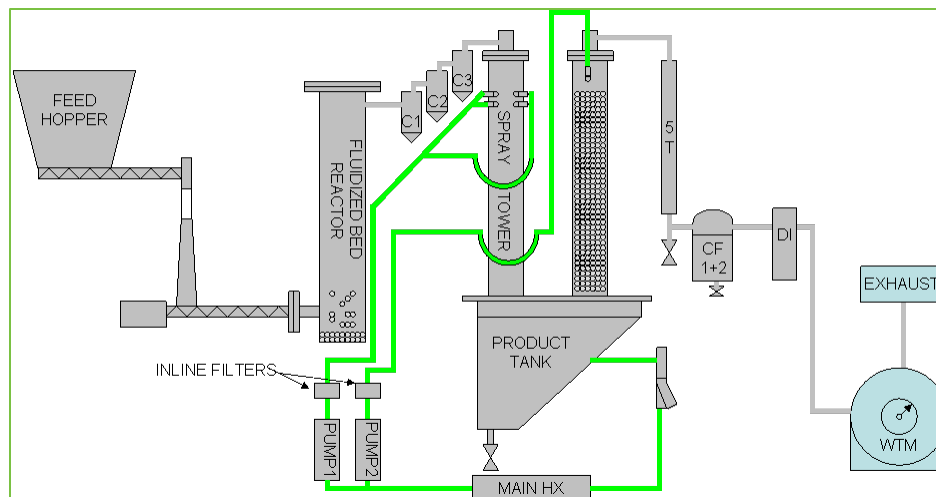 FEED
HOPPER
FLUIDIZED BED
REACTOR
C1
C2
C3
SPRAY
TOWER
5
T
CF
1+2
DI
EXHAUST
WTM
PRODUCT
TANK
INLINE FILTERS
PUMP1
PUMP2
MAIN HX